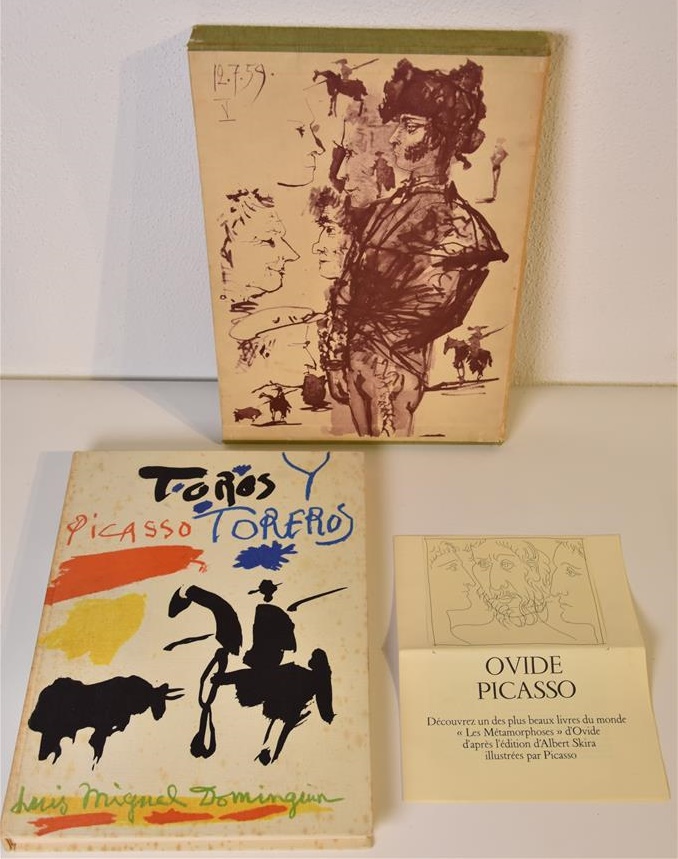 12.7.59.
V
TOROS Y
PICASSO TOREROS
Luis Miguel Dominguin
OVIDE
PICASSO
Découvrez un des plus beaux livres du monde
« Les Métamorphoses » d'Ovide
d'après l'édition d'Albert Skira
illustrées par Picasso